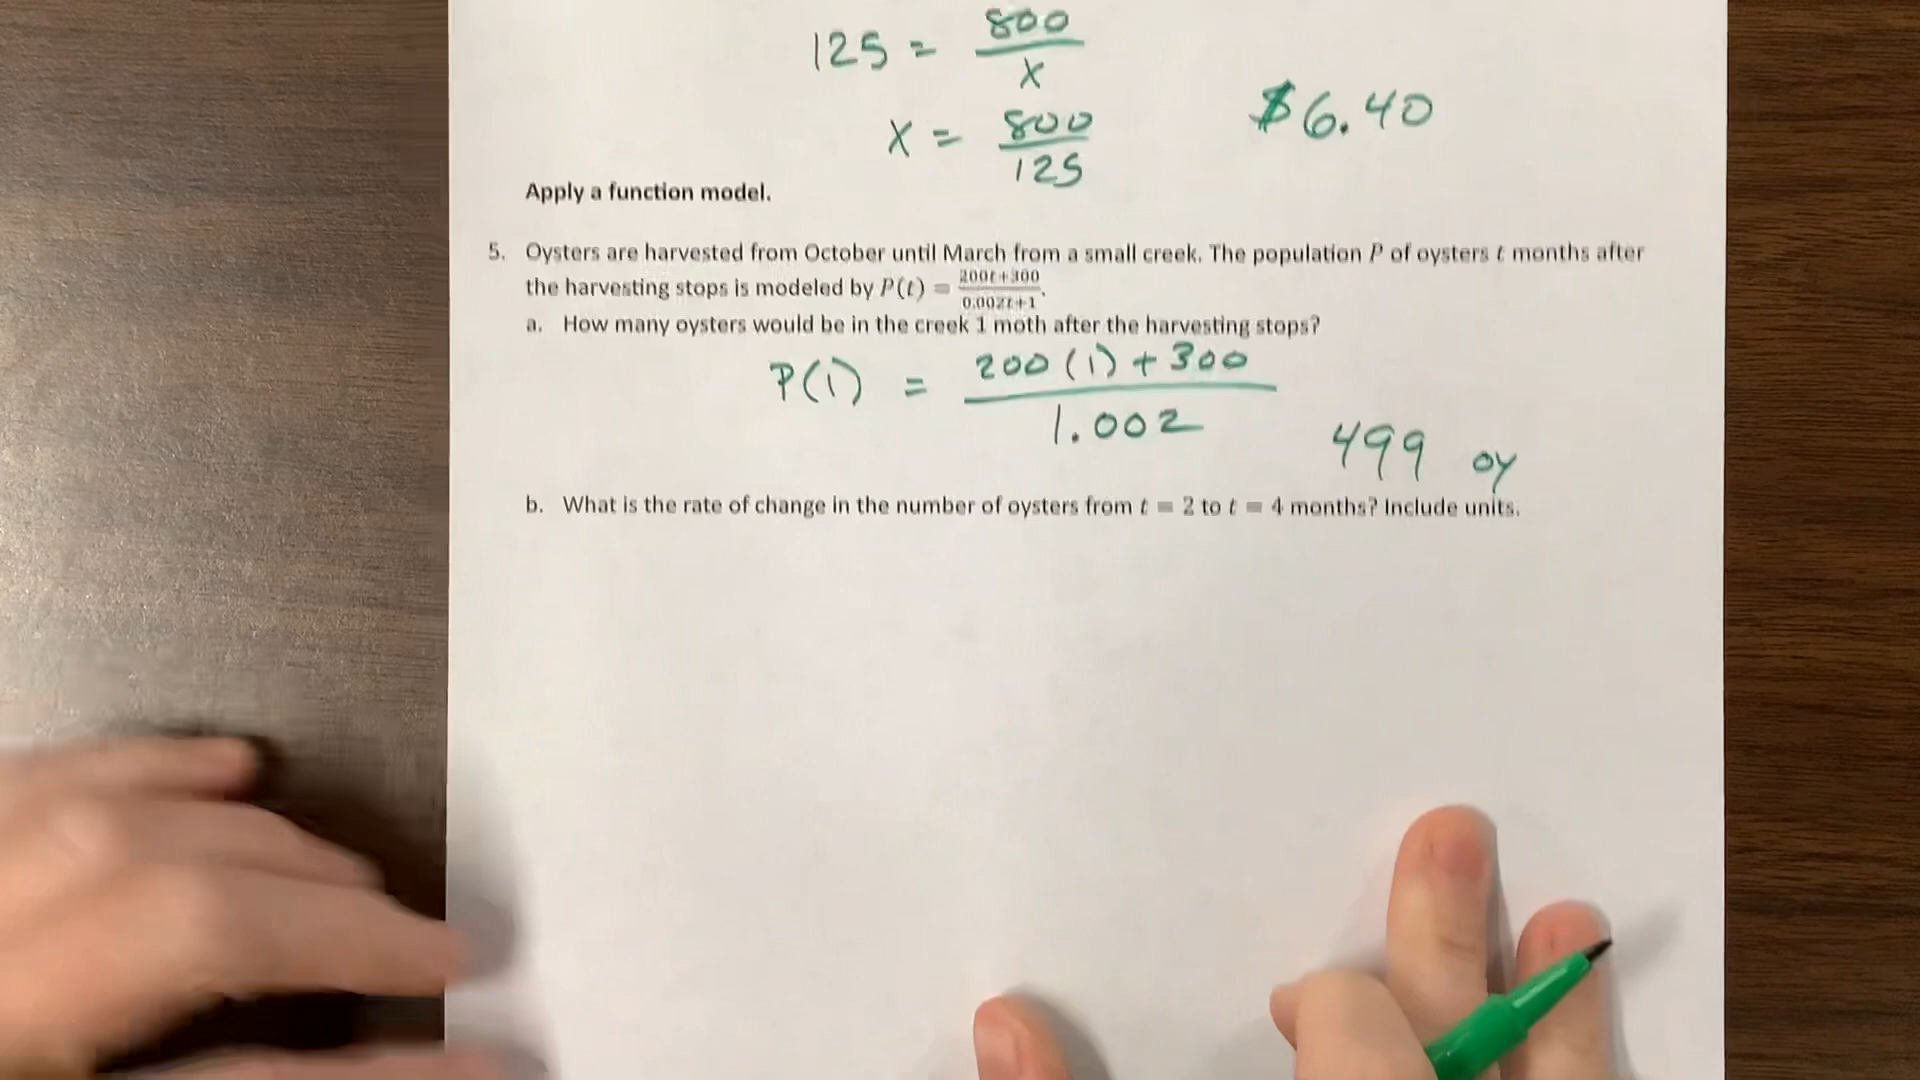 125 = 800/x
x = 800/125
$6.40
Apply a function model.
5. Oysters are harvested from October until March from a small creek. The population P of oysters t months after
the harvesting stops is modeled by P(t) = (200t+300)/(0.002t+1).
a. How many oysters would be in the creek 1 moth after the harvesting stops?
P(1) = (200(1)+300)/1.002
499 oy
b. What is the rate of change in the number of oysters from t = 2 to t = 4 months? Include units.